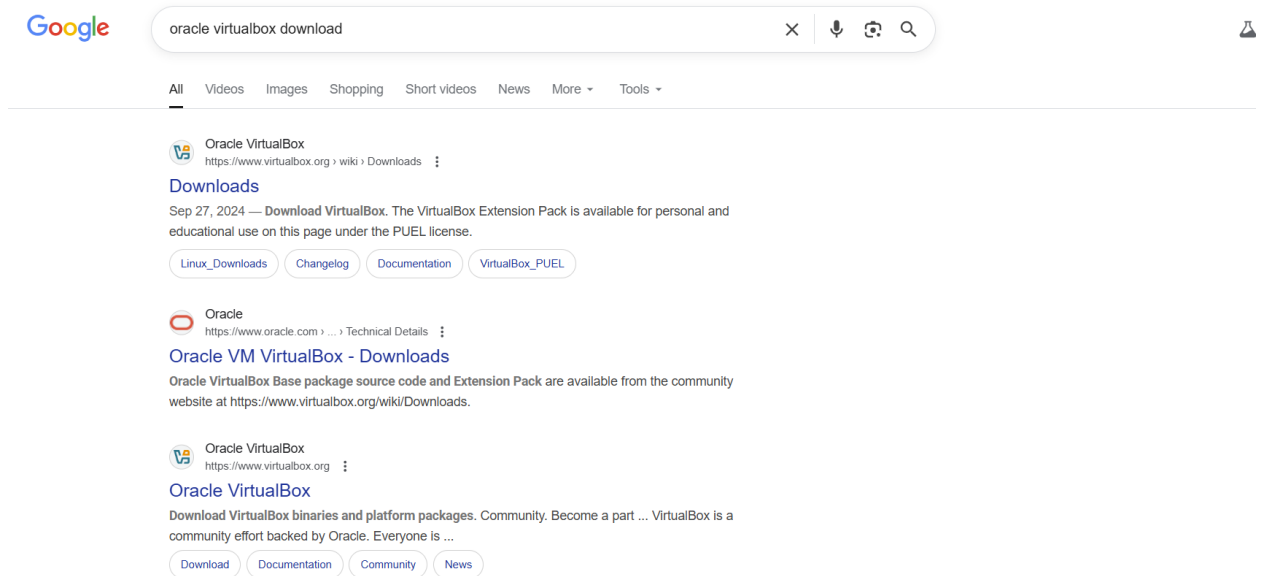 Google
oracle virtualbox download
All Videos Images Shopping Short videos News More Tools
Oracle VirtualBox
https://www.virtualbox.org › wiki › Downloads
Downloads
Sep 27, 2024 — Download VirtualBox. The VirtualBox Extension Pack is available for personal and
educational use on this page under the PUEL license.
Linux_Downloads Changelog Documentation VirtualBox_PUEL
Oracle
https://www.oracle.com › ... › Technical Details
Oracle VM VirtualBox - Downloads
Oracle VirtualBox Base package source code and Extension Pack are available from the community
website at https://www.virtualbox.org/wiki/Downloads.
Oracle VirtualBox
https://www.virtualbox.org
Oracle VirtualBox
Download VirtualBox binaries and platform packages. Community. Become a part ... VirtualBox is a
community effort backed by Oracle. Everyone is ...
Download Documentation Community News